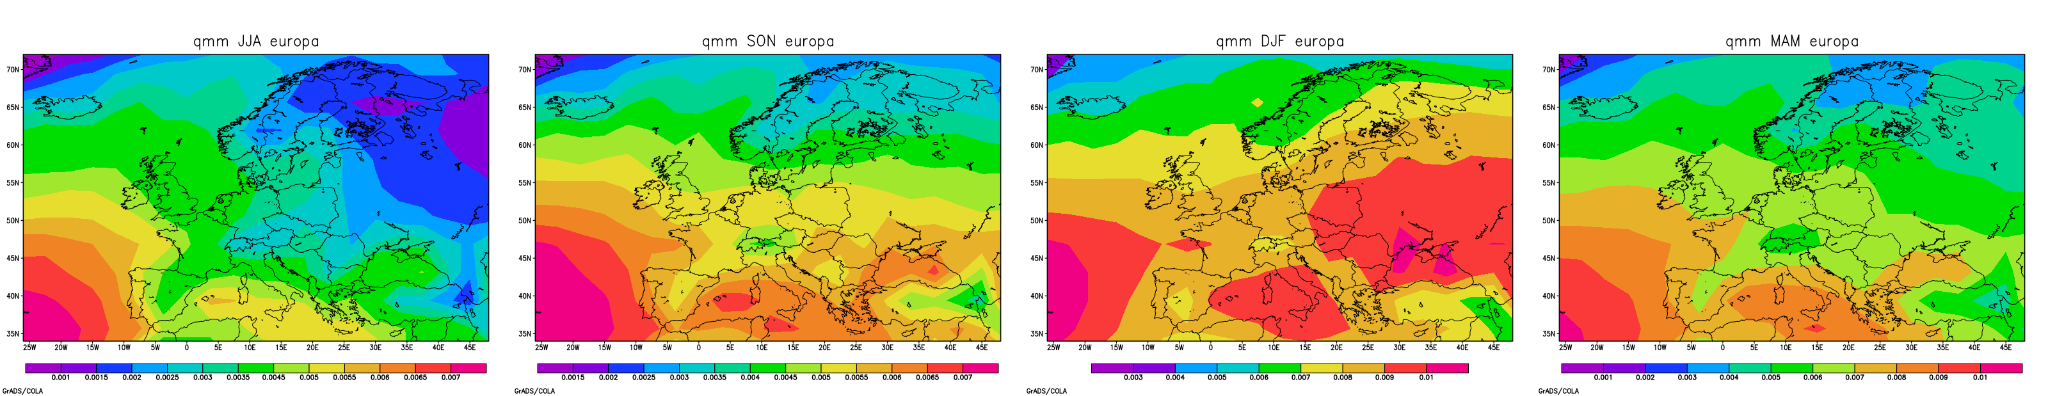 qmm JJA europa
70N
65N
60N
55N
50N
45N
40N
35N
25W 20W 15W 10W 5W 0 5E 10E 15E 20E 25E 30E 35E 40E 45E
0.001 0.0015 0.002 0.0025 0.003 0.0035 0.004 0.0045 0.005 0.0055 0.006 0.0065 0.007
GrADS/COLA
qmm SON europa
70N
65N
60N
55N
50N
45N
40N
35N
25W 20W 15W 10W 5W 0 5E 10E 15E 20E 25E 30E 35E 40E 45E
0.0015 0.002 0.0025 0.003 0.0035 0.004 0.0045 0.005 0.0055 0.006 0.0065 0.007
GrADS/COLA
qmm DJF europa
70N
65N
60N
55N
50N
45N
40N
35N
25W 20W 15W 10W 5W 0 5E 10E 15E 20E 25E 30E 35E 40E 45E
0.003 0.004 0.005 0.006 0.007 0.008 0.009 0.01
GrADS/COLA
qmm MAM europa
70N
65N
60N
55N
50N
45N
40N
35N
25W 20W 15W 10W 5W 0 5E 10E 15E 20E 25E 30E 35E 40E 45E
0.001 0.002 0.003 0.004 0.005 0.006 0.007 0.008 0.009 0.01
GrADS/COLA